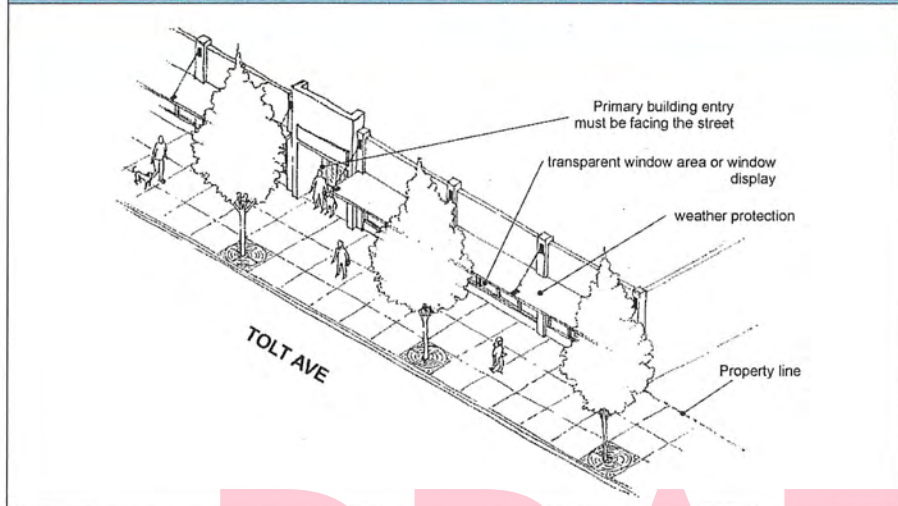 Primary building entry
must be facing the street
transparent window area or window
display
weather protection
TOLT AVE
Property line